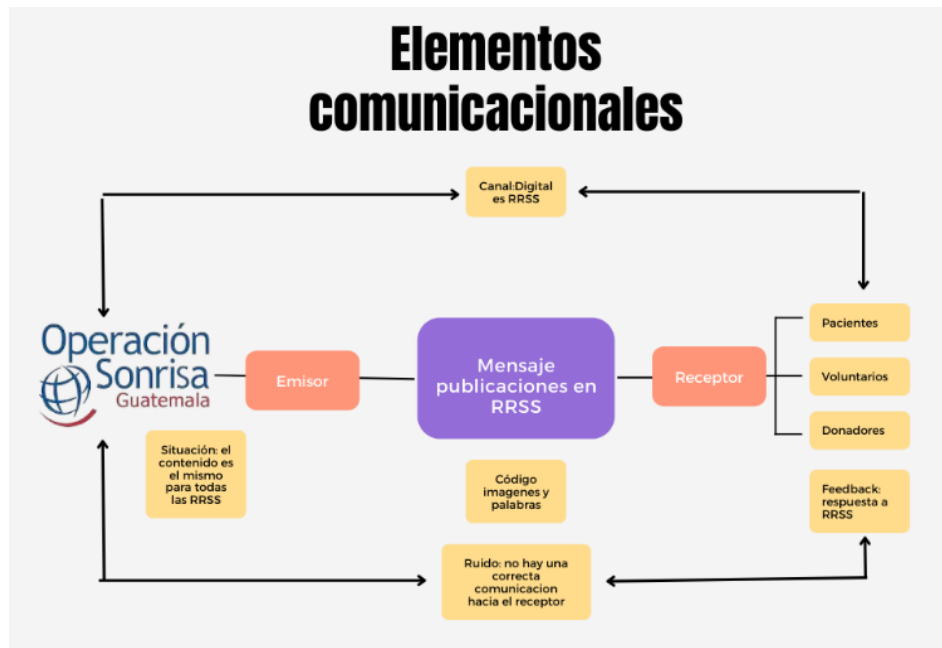 Elementos
comunicacionales
Canal:Digital
es RRSS
Operación
Sonrisa
Guatemala
Emisor
Mensaje
publicaciones en
RRSS
Receptor
Pacientes
Voluntarios
Donadores
Situación: el
contenido es
el mismo
para todas
las RRSS
Código
imagenes y
palabras
Feedback:
respuesta a
RRSS
Ruido: no hay una
correcta
comunicacion
hacia el receptor